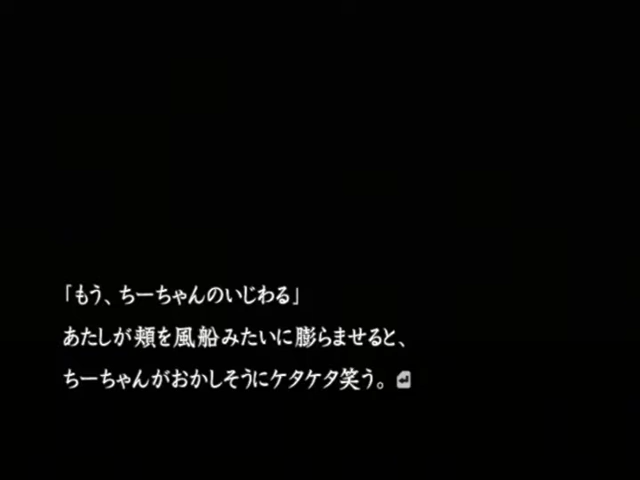 「もう、ちーちゃんのいじわる」
あたしが頬を風船みたいに膨らませると、
ちーちゃんがおかしそうにケタケタ笑う。